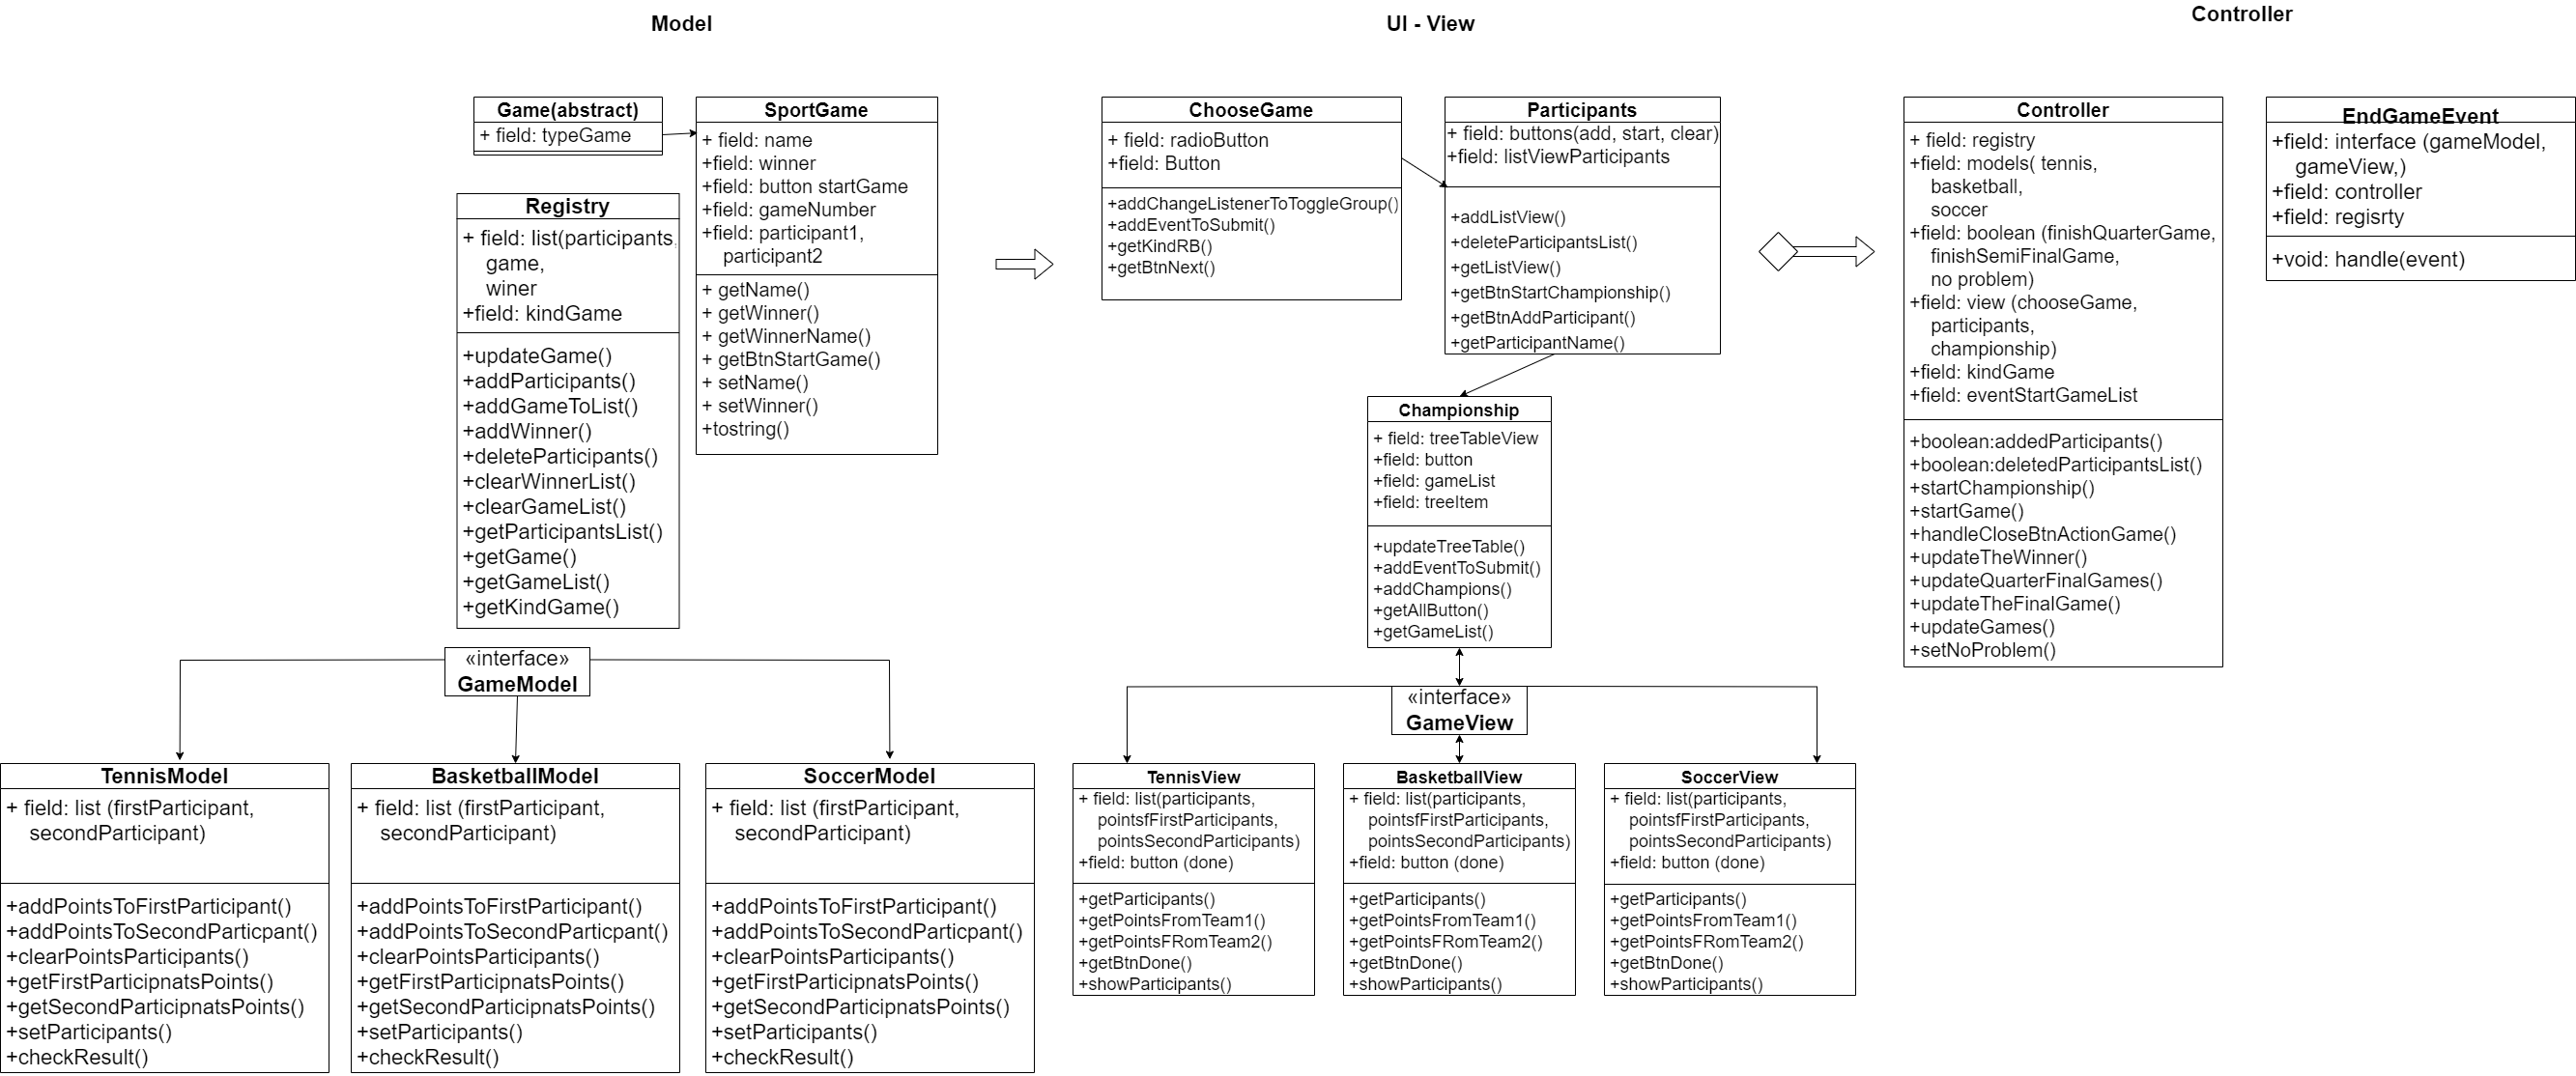 Model
UI - View
Controller
Game(abstract)
+ field: typeGame
SportGame
+ field: name
+field: winner
+field: button startGame
+field: gameNumber
+field: participant1,
participant2
+ getName()
+ getWinner()
+ getWinnerName()
+ getBtnStartGame()
+ setName()
+ setWinner()
+tostring()
Registry
+ field: list(participants,
game,
winer
+field: kindGame
+updateGame()
+addParticipants()
+addGameToList()
+addWinner()
+deleteParticipants()
+clearWinnerList()
+clearGameList()
+getParticipantsList()
+getGame()
+getGameList()
+getKindGame()
«interface»
GameModel
TennisModel
+ field: list (firstParticipant,
secondParticipant)
+addPointsToFirstParticipant()
+addPointsToSecondParticpant()
+clearPointsParticipants()
+getFirstParticipnatsPoints()
+getSecondParticipnatsPoints()
+setParticipants()
+checkResult()
BasketballModel
+ field: list (firstParticipant,
secondParticipant)
+addPointsToFirstParticipant()
+addPointsToSecondParticpant()
+clearPointsParticipants()
+getFirstParticipnatsPoints()
+getSecondParticipnatsPoints()
+setParticipants()
+checkResult()
SoccerModel
+ field: list (firstParticipant,
secondParticipant)
+addPointsToFirstParticipant()
+addPointsToSecondParticpant()
+clearPointsParticipants()
+getFirstParticipnatsPoints()
+getSecondParticipnatsPoints()
+setParticipants()
+checkResult()
ChooseGame
+ field: radioButton
+field: Button
+addChangeListenerToToggleGroup()
+addEventToSubmit()
+getKindRB()
+getBtnNext()
Participants
+ field: buttons(add, start, clear)
+field: listViewParticipants
+addListView()
+deleteParticipantsList()
+getListView()
+getBtnStartChampionship()
+getBtnAddParticipant()
+getParticipantName()
Championship
+ field: treeTableView
+field: button
+field: gameList
+field: treeItem
+updateTreeTable()
+addEventToSubmit()
+addChampions()
+getAllButton()
+getGameList()
«interface»
GameView
TennisView
+ field: list(participants,
pointsfFirstParticipants,
pointsSecondParticipants)
+field: button (done)
+getParticipants()
+getPointsFromTeam1()
+getPointsFRomTeam2()
+getBtnDone()
+showParticipants()
BasketballView
+ field: list(participants,
pointsfFirstParticipants,
pointsSecondParticipants)
+field: button (done)
+getParticipants()
+getPointsFromTeam1()
+getPointsFRomTeam2()
+getBtnDone()
+showParticipants()
SoccerView
+ field: list(participants,
pointsfFirstParticipants,
pointsSecondParticipants)
+field: button (done)
+getParticipants()
+getPointsFromTeam1()
+getPointsFRomTeam2()
+getBtnDone()
+showParticipants()
Controller
+ field: registry
+field: models( tennis,
basketball,
soccer
+field: boolean (finishQuarterGame,
finishSemiFinalGame,
no problem)
+field: view (chooseGame,
participants,
championship)
+field: kindGame
+field: eventStartGameList
+boolean:addedParticipants()
+boolean:deletedParticipantsList()
+startChampionship()
+startGame()
+handleCloseBtnActionGame()
+updateTheWinner()
+updateQuarterFinalGames()
+updateTheFinalGame()
+updateGames()
+setNoProblem()
EndGameEvent
+field: interface (gameModel,
gameView,)
+field: controller
+field: regisrty
+void: handle(event)